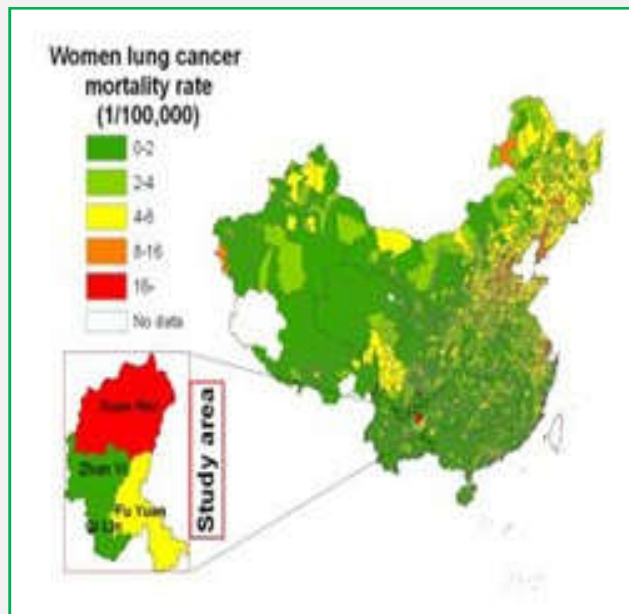 Women lung cancer
mortality rate
(1/100,000)
0-2
2-4
4-6
8-16
16-
No data
Xuan Wei
Zhan Yi
Fu Yuan
Study area